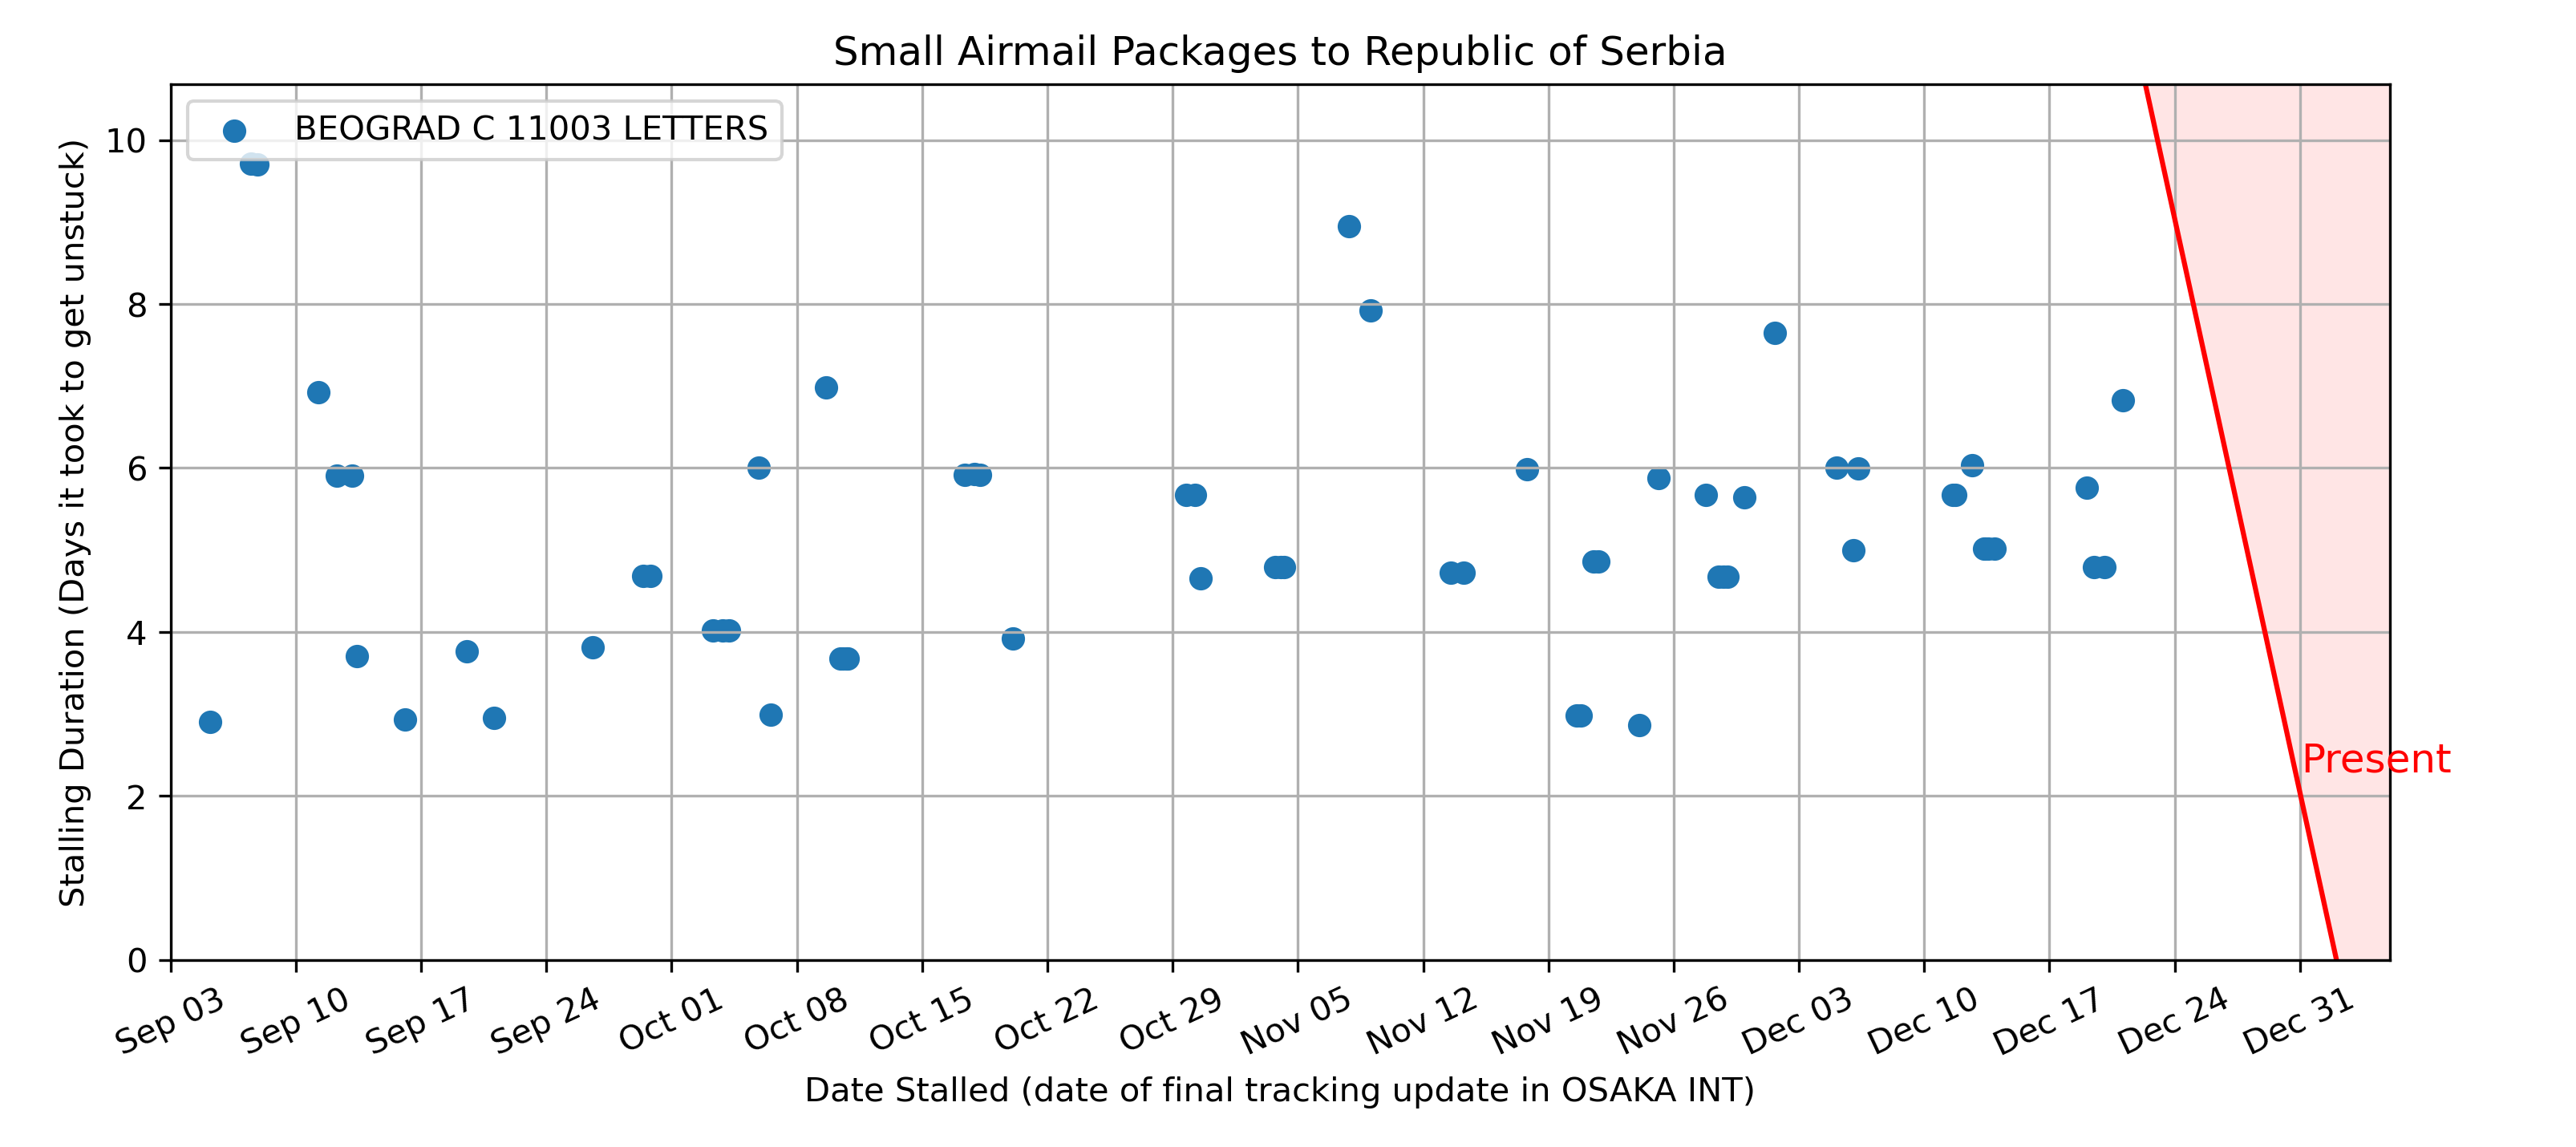 Small Airmail Packages to Republic of Serbia
BEOGRAD C 11003 LETTERS
Stalling Duration (Days it took to get unstuck)
10
8
6
4
2
0
Present
Sep 03
Sep 10
Sep 17
Sep 24
Oct 01
Oct 08
Oct 15
Oct 22
Oct 29
Nov 05
Nov 12
Nov 19
Nov 26
Dec 03
Dec 10
Dec 17
Dec 24
Dec 31
Date Stalled (date of final tracking update in OSAKA INT)